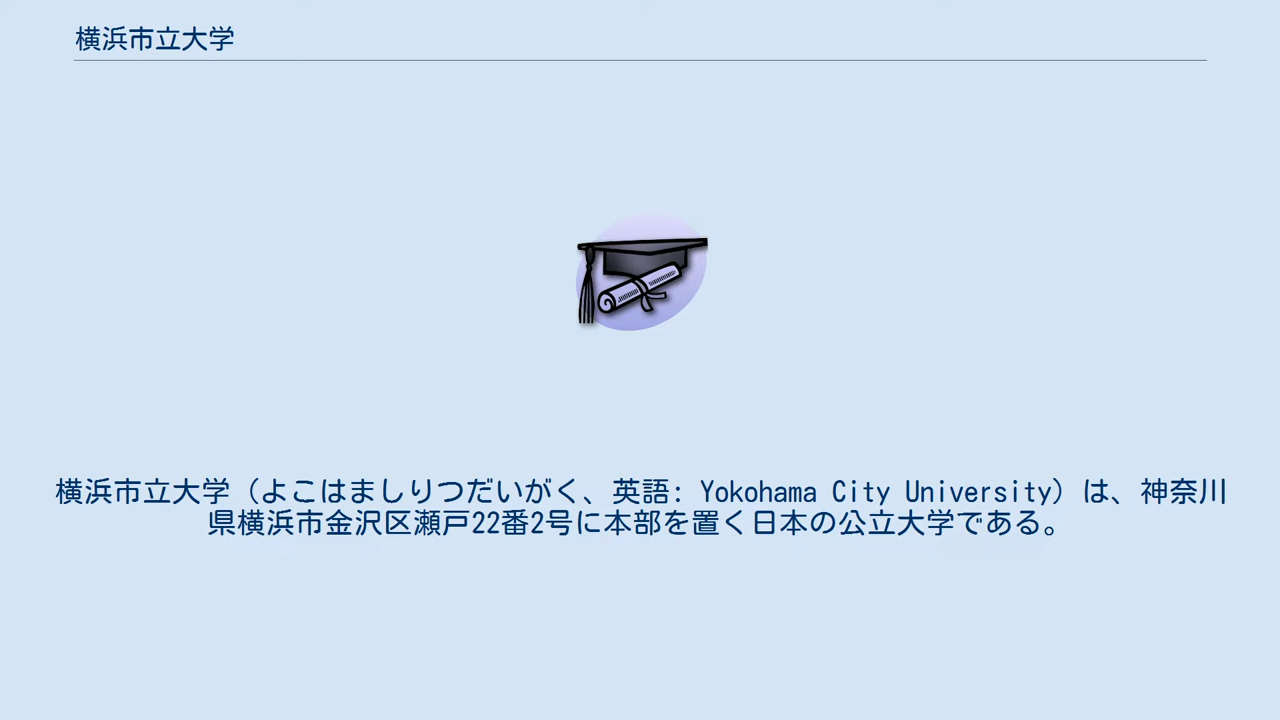 横浜市立大学
横浜市立大学（よこはましりつだいがく、英語: Yokohama City University）は、神奈川
県横浜市金沢区瀬戸22番2号に本部を置く日本の公立大学である。